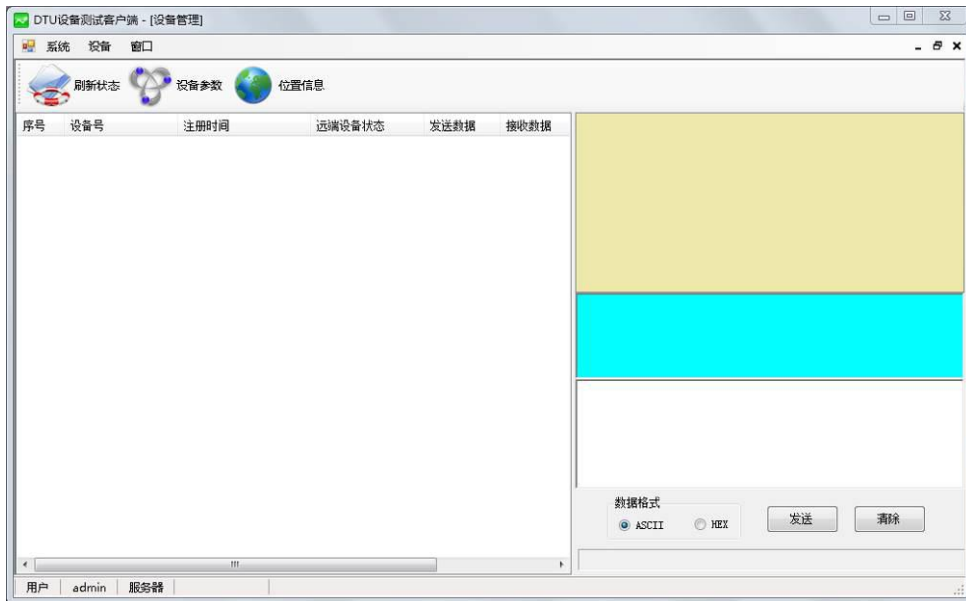 DTU设备测试客户端 - [设备管理]
系统 设备 窗口
刷新状态 设备参数 位置信息
序号 设备号 注册时间 远端设备状态 发送数据 接收数据
数据格式
ASCII HEX 发送 清除
用户 admin 服务器